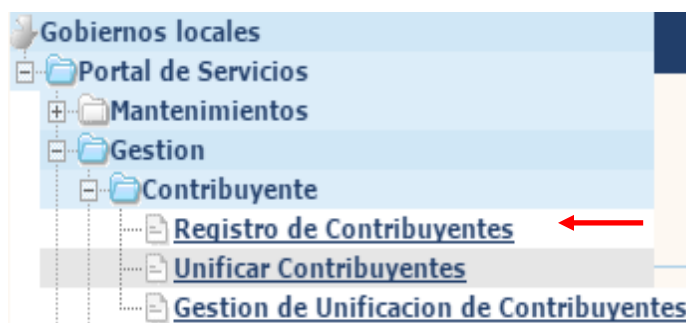 Gobiernos locales
Portal de Servicios
Mantenimientos
Gestion
Contribuyente
Registro de Contribuyentes
Unificar Contribuyentes
Gestion de Unificacion de Contribuyentes